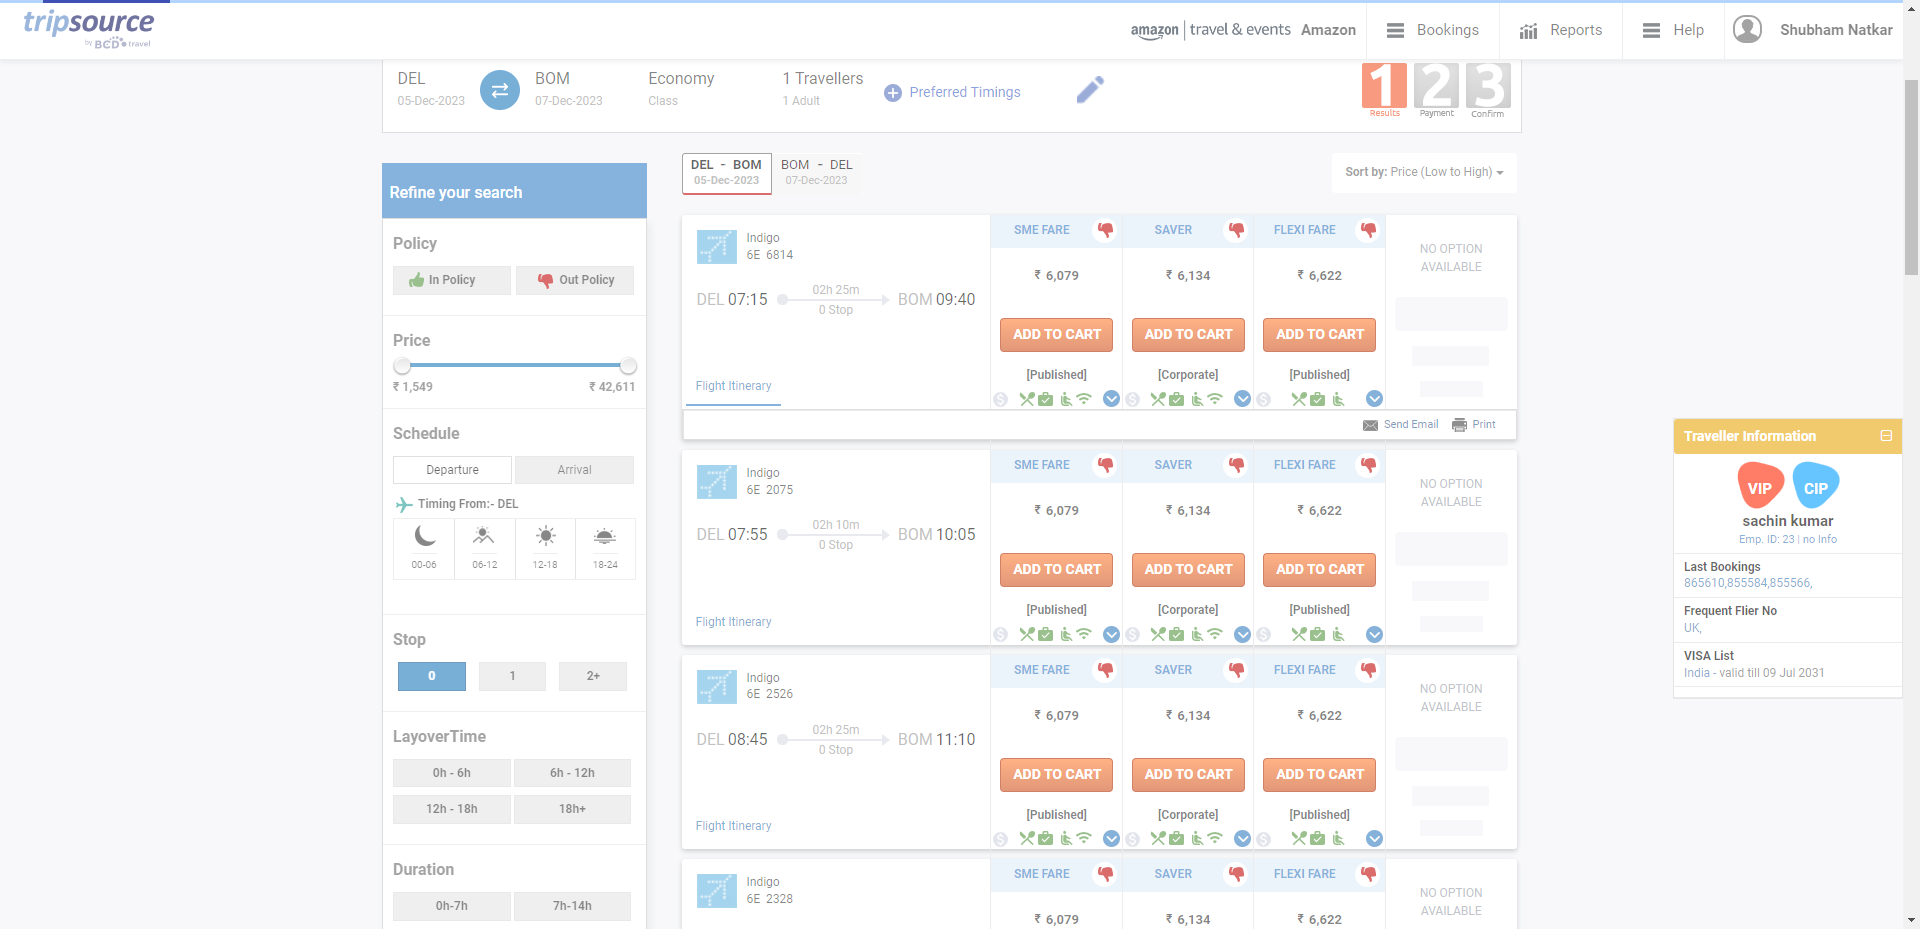 tripsource
by BCD travel
amazon | travel & events Amazon
Bookings
Reports
Help
Shubham Natkar
DEL
05-Dec-2023
BOM
07-Dec-2023
Economy
Class
1 Travellers
1 Adult
Preferred Timings
1 2 3
Results Payment Confirm
DEL - BOM
05-Dec-2023
BOM - DEL
07-Dec-2023
Sort by: Price (Low to High)
Refine your search
Policy
In Policy
Out Policy
Price
₹ 1,549
₹ 42,611
Schedule
Departure
Arrival
Timing From:- DEL
00-06
06-12
12-18
18-24
Stop
0
1
2+
LayoverTime
0h - 6h
6h - 12h
12h - 18h
18h+
Duration
0h-7h
7h-14h
Indigo
6E 6814
DEL 07:15
02h 25m
0 Stop
BOM 09:40
Flight Itinerary
SME FARE
₹ 6,079
ADD TO CART
[Published]
SAVER
₹ 6,134
ADD TO CART
[Corporate]
FLEXI FARE
₹ 6,622
ADD TO CART
[Published]
NO OPTION
AVAILABLE
Send Email
Print
Indigo
6E 2075
DEL 07:55
02h 10m
0 Stop
BOM 10:05
Flight Itinerary
SME FARE
₹ 6,079
ADD TO CART
[Published]
SAVER
₹ 6,134
ADD TO CART
[Corporate]
FLEXI FARE
₹ 6,622
ADD TO CART
[Published]
NO OPTION
AVAILABLE
Indigo
6E 2526
DEL 08:45
02h 25m
0 Stop
BOM 11:10
Flight Itinerary
SME FARE
₹ 6,079
ADD TO CART
[Published]
SAVER
₹ 6,134
ADD TO CART
[Corporate]
FLEXI FARE
₹ 6,622
ADD TO CART
[Published]
NO OPTION
AVAILABLE
Indigo
6E 2328
SME FARE
₹ 6,079
SAVER
₹ 6,134
FLEXI FARE
₹ 6,622
NO OPTION
AVAILABLE
Traveller Information
VIP
CIP
sachin kumar
Emp. ID: 23 | no Info
Last Bookings
865610,855584,855566,
Frequent Flier No
UK,
VISA List
India - valid till 09 Jul 2031